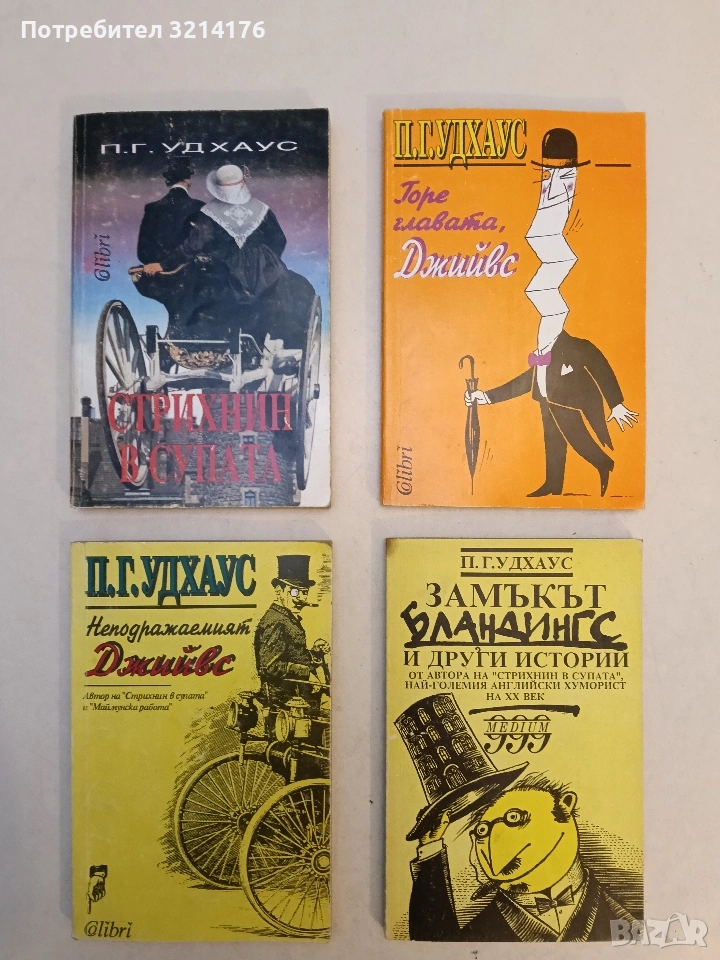 Потребител 3214176
П.Г. УДХАУС
Colibri
СТРИХНИН
В СУПАТА
П.Г.УДХАУС
Горе
главата,
Джийвс
Colibri
П.Г.УДХАУС
Неподражаемият
Джийвс
Автор на "Стрихнин в супата"
и "Маймунска работа"
Colibri
П.Г.УДХАУС
ЗАМЪКЪТ
БЛАНДИНГС
И ДРУГИ ИСТОРИИ
ОТ АВТОРА НА "СТРИХНИН В СУПАТА",
НАЙ-ГОЛЕМИЯ АНГЛИЙСКИ ХУМОРИСТ
НА XX ВЕК
MEDIUM
999
BAZAR